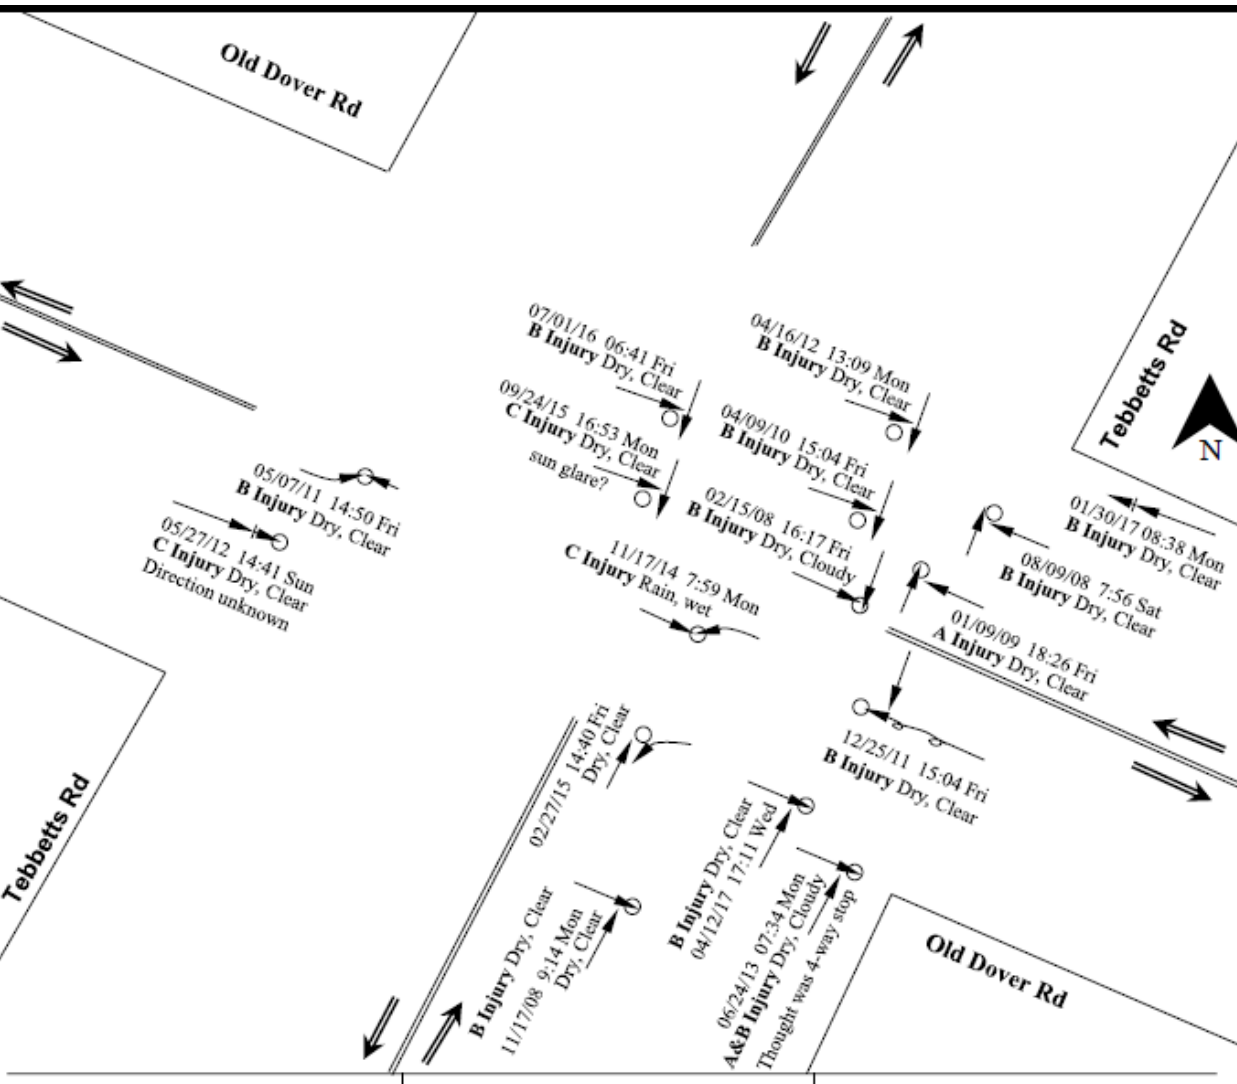 Old Dover Rd
07/01/16 06:41 Fri
B Injury Dry, Clear
09/24/15 16:53 Mon
C Injury Dry, Clear
sun glare?
04/16/12 13:09 Mon
B Injury Dry, Clear
04/09/10 15:04 Fri
B Injury Dry, Clear
02/15/08 16:17 Fri
B Injury Dry, Cloudy
Tebbetts Rd
N
05/07/11 14:50 Fri
B Injury Dry, Clear
05/27/12 14:41 Sun
C Injury Dry, Clear
Direction unknown
11/17/14 7:59 Mon
C Injury Rain, wet
01/30/17 08:38 Mon
B Injury Dry, Clear
08/09/08 7:56 Sat
B Injury Dry, Clear
01/09/09 18:26 Fri
A Injury Dry, Clear
12/25/11 15:04 Fri
B Injury Dry, Clear
Tebbetts Rd
02/27/15 14:40 Fri
Dry, Clear
B Injury Dry, Clear
11/17/08 9:14 Mon
Dry, Clear
B Injury Dry, Clear
04/12/17 17:11 Wed
06/24/13 07:34 Mon
A&B Injury Dry, Cloudy
Thought was 4-way stop
Old Dover Rd